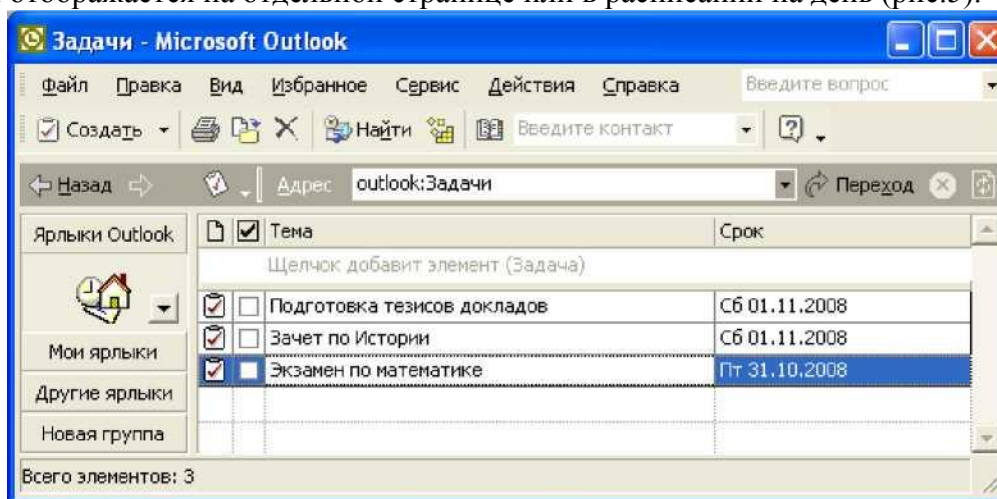 отображается на отдельной странице или в расписании на день (рис.3).
Задачи - Microsoft Outlook
Файл Правка Вид Избранное Сервис Действия Справка Введите вопрос
Создать Найти Введите контакт
Назад Адрес outlook:Задачи Переход
Ярлыки Outlook Тема Срок
Щелчок добавит элемент (Задача)
Подготовка тезисов докладов Сб 01.11.2008
Зачет по Истории Сб 01.11.2008
Мои ярлыки
Экзамен по математике Пт 31.10.2008
Другие ярлыки
Новая группа
Всего элементов: 3